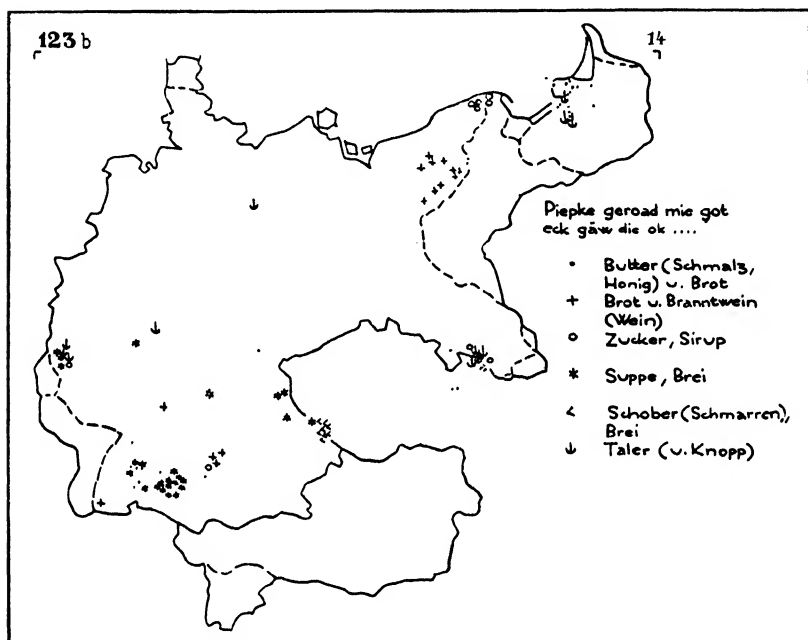 123 b
14
Piepke geroad mie got
eck gäw die ok ....
Butter (Schmalz,
Honig) u. Brot
Brot u. Branntwein
(Wein)
Zucker, Sirup
Suppe, Brei
Schober (Schmarren),
Brei
Taler (u. Knopp)